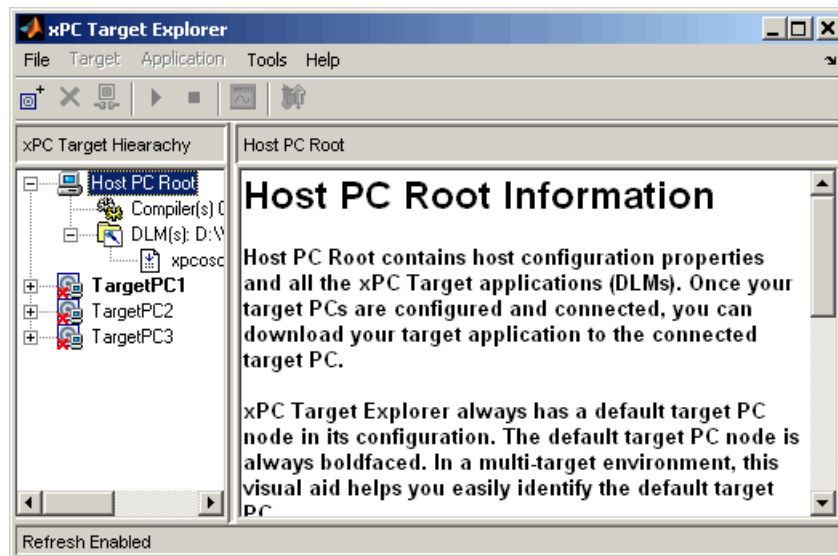 xPC Target Explorer
File Target Application Tools Help
xPC Target Hiearachy
Host PC Root
Host PC Root
Compiler(s)
DLM(s): D:\
xpcosc
TargetPC1
TargetPC2
TargetPC3
Host PC Root Information
Host PC Root contains host configuration properties
and all the xPC Target applications (DLMs). Once your
target PCs are configured and connected, you can
download your target application to the connected
target PC.
xPC Target Explorer always has a default target PC
node in its configuration. The default target PC node is
always boldfaced. In a multi-target environment, this
visual aid helps you easily identify the default target
PC
Refresh Enabled